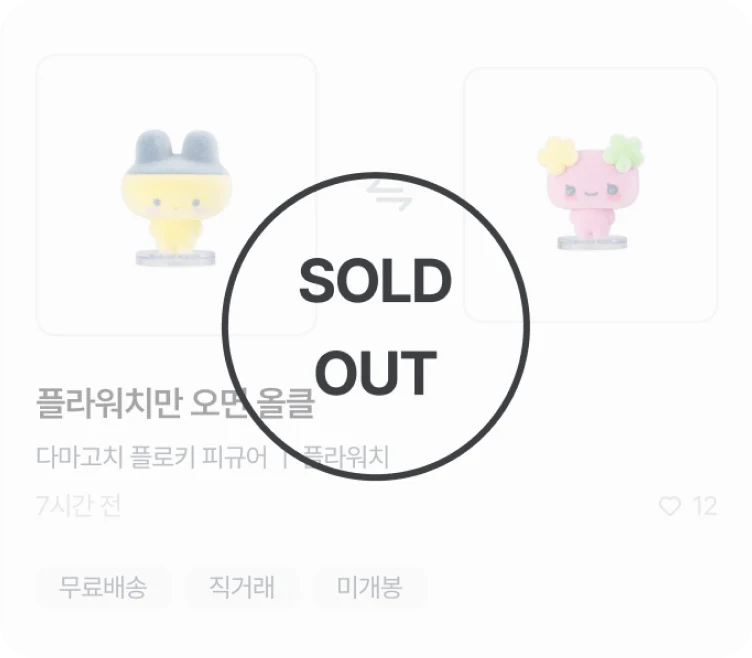 SOLD
OUT
플라워치만 오면 올클
다마고치 플로키 피규어 | 플라워치
7시간 전
12
무료배송 직거래 미개봉